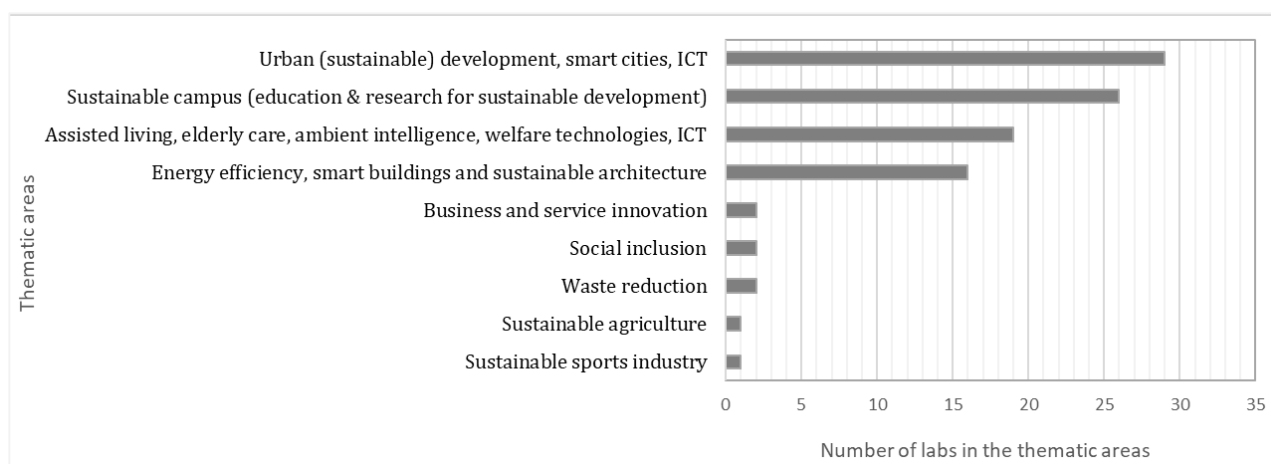 Thematic areas
Urban (sustainable) development, smart cities, ICT
Sustainable campus (education & research for sustainable development)
Assisted living, elderly care, ambient intelligence, welfare technologies, ICT
Energy efficiency, smart buildings and sustainable architecture
Business and service innovation
Social inclusion
Waste reduction
Sustainable agriculture
Sustainable sports industry
0 5 10 15 20 25 30 35
Number of labs in the thematic areas